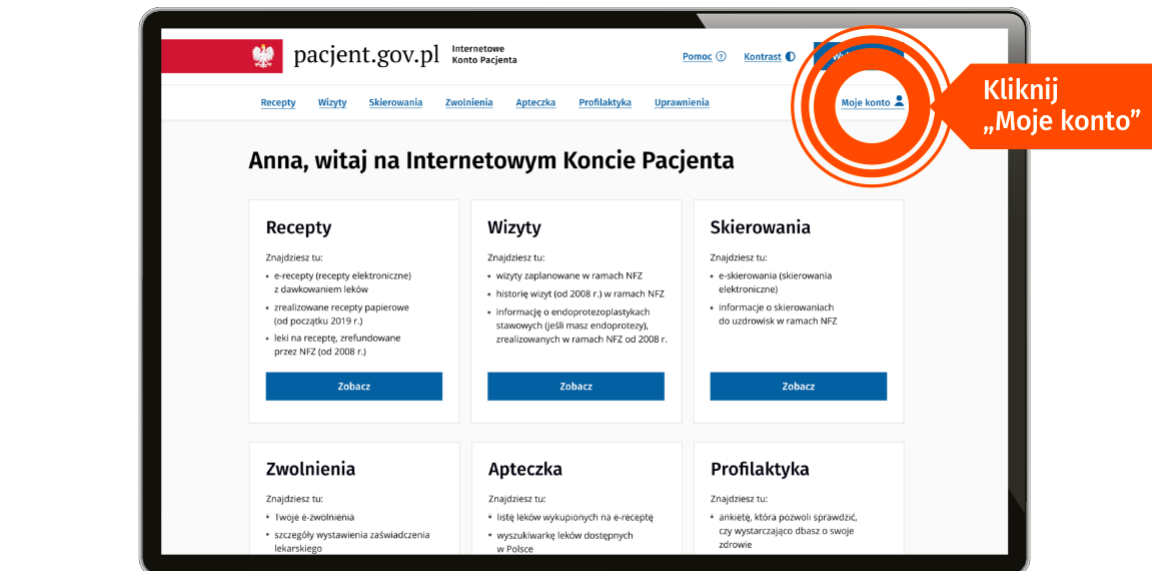 pacjent.gov.pl
Internetowe
Konto Pacjenta
Pomoc
Kontrast
Recepty Wizyty Skierowania Zwolnienia Apteczka Profilaktyka Uprawnienia
Moje konto
Kliknij
„Moje konto”
Anna, witaj na Internetowym Koncie Pacjenta
Recepty
Znajdziesz tu:
• e-recepty (recepty elektroniczne)
z dawkowaniem leków
• zrealizowane recepty papierowe
(od początku 2019 r.)
• leki na receptę, zrefundowane
przez NFZ (od 2008 r.)
Zobacz
Wizyty
Znajdziesz tu:
• wizyty zaplanowane w ramach NFZ
• historię wizyt (od 2008 r.) w ramach NFZ
• informację o endoprotezoplastykach
stawowych (jeśli masz endoprotezy),
zrealizowanych w ramach NFZ od 2008 r.
Zobacz
Skierowania
Znajdziesz tu:
• e-skierowania (skierowania
elektroniczne)
• informacje o skierowaniach
do uzdrowisk w ramach NFZ
Zobacz
Zwolnienia
Znajdziesz tu:
• Twoje e-zwolnienia
• szczegóły wystawienia zaświadczenia
lekarskiego
Apteczka
Znajdziesz tu:
• listę leków wykupionych na e-receptę
• wyszukiwarkę leków dostępnych
w Polsce
Profilaktyka
Znajdziesz tu:
• ankietę, która pozwoli sprawdzić,
czy wystarczająco dbasz o swoje
zdrowie